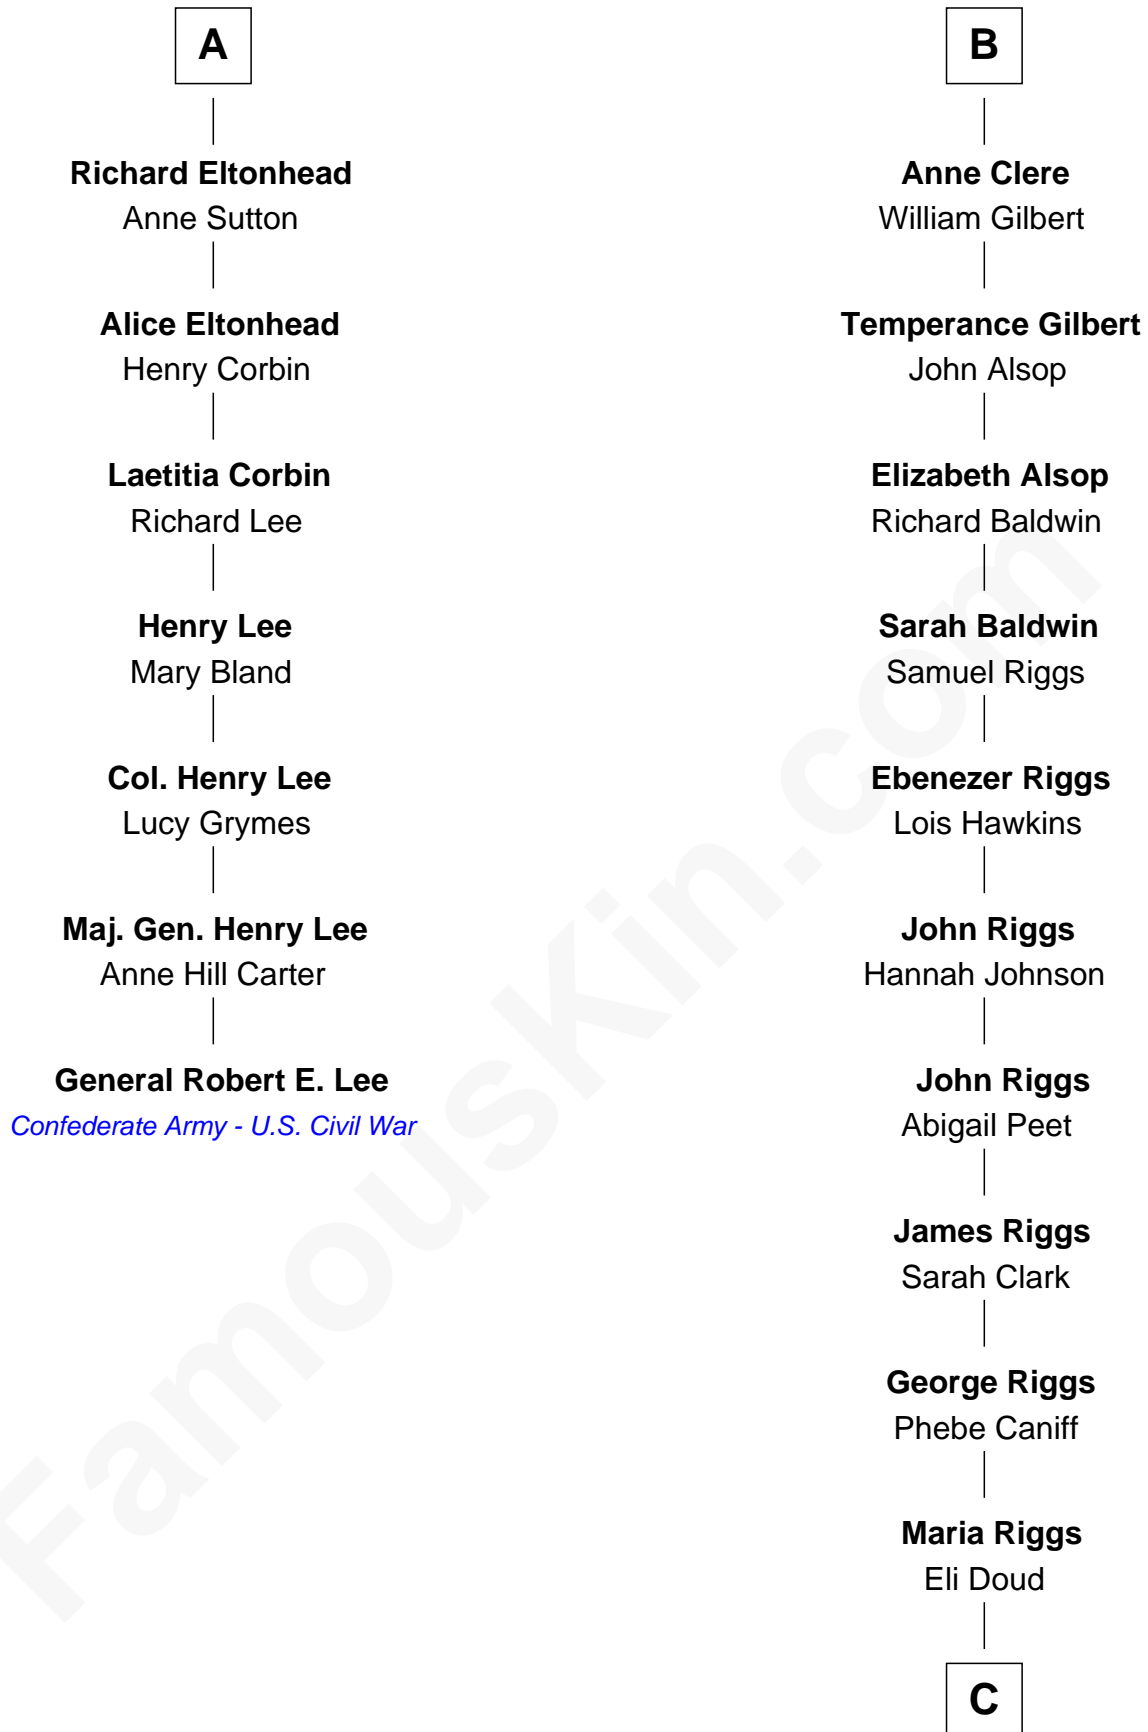 A
Richard Eltonhead
Anne Sutton
Alice Eltonhead
Henry Corbin
Laetitia Corbin
Richard Lee
Henry Lee
Mary Bland
Col. Henry Lee
Lucy Grymes
Maj. Gen. Henry Lee
Anne Hill Carter
General Robert E. Lee
Confederate Army - U.S. Civil War
B
Anne Clere
William Gilbert
Temperance Gilbert
John Alsop
Elizabeth Alsop
Richard Baldwin
Sarah Baldwin
Samuel Riggs
Ebenezer Riggs
Lois Hawkins
John Riggs
Hannah Johnson
John Riggs
Abigail Peet
James Riggs
Sarah Clark
George Riggs
Phebe Caniff
Maria Riggs
Eli Doud
C
FamousKin.com